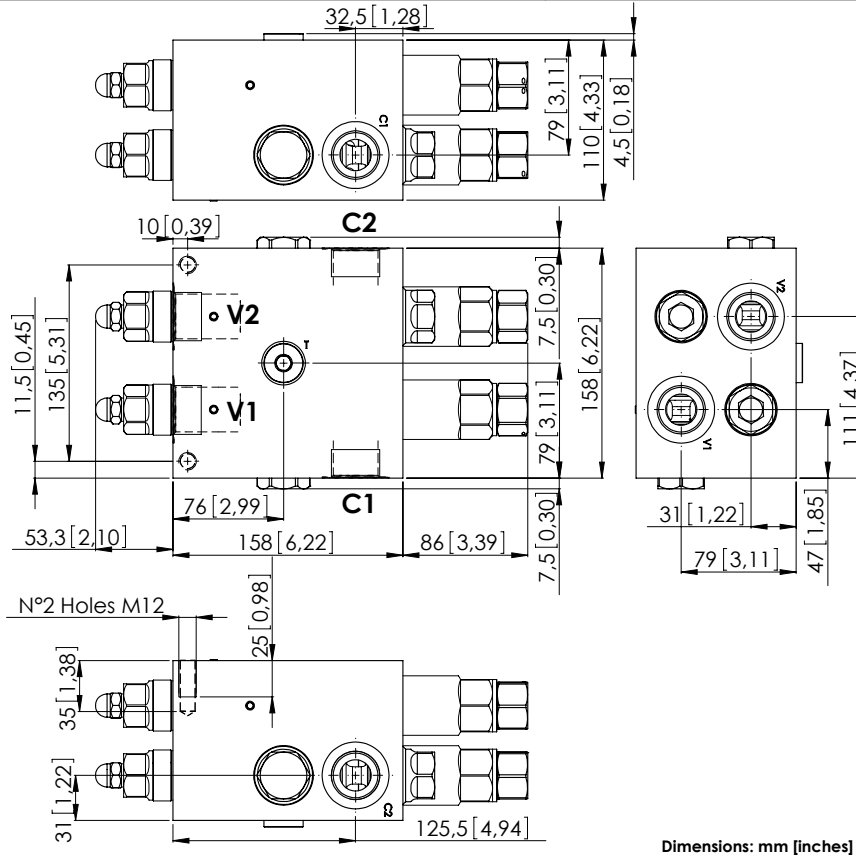 32,5 [1,28]
79 [3,11]
110 [4,33]
4,5 [0,18]
C1
10 [0,39]
C2
V2
V1
T
C1
11,5 [0,45]
135 [5,31]
7,5 [0,30]
79 [3,11]
158 [6,22]
7,5 [0,30]
76 [2,99]
53,3 [2,10]
158 [6,22]
86 [3,39]
V2
V1
111 [4,37]
31 [1,22]
47 [1,85]
79 [3,11]
N°2 Holes M12
25 [0,98]
35 [1,38]
31 [1,22]
C2
125,5 [4,94]
Dimensions: mm [inches]